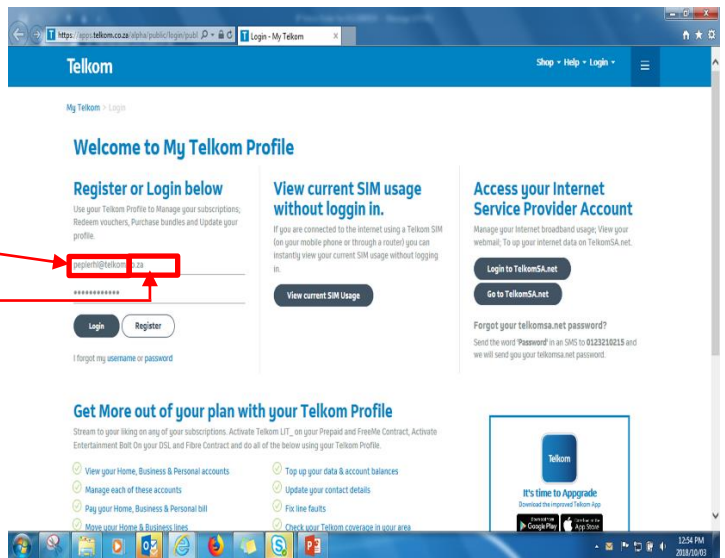 https://apps.telkom.co.za/alpha/public/login/publ
Login - My Telkom
Telkom
Shop Help Login
My Telkom > Login
Welcome to My Telkom Profile
Register or Login below
Use your Telkom Profile to Manage your subscriptions;
Redeem vouchers, Purchase bundles and Update your
profile.
View current SIM usage
without loggin in.
If you are connected to the internet using a Telkom SIM
(on your mobile phone or through a router) you can
instantly view your current SIM usage without logging
in.
Access your Internet
Service Provider Account
Manage your Internet broadband usage; View your
webmail; To up your internet data on TelkomSA.net.
peplerhl@telkom.co.za
************
Login Register
I forgot my username or password
View current SIM Usage
Login to TelkomSA.net
Go to TelkomSA.net
Forgot your telkomsa.net password?
Send the word 'Password' in an SMS to 0123210215 and
we will send you your telkomsa.net password.
Get More out of your plan with your Telkom Profile
Stream to your liking on any of your subscriptions. Activate Telkom LIT_ on your Prepaid and FreeMe Contract, Activate
Entertainment Bolt On your DSL and Fibre Contract and do all of the below using your Telkom Profile.
View your Home, Business & Personal accounts
Manage each of these accounts
Pay your Home, Business & Personal bill
Move your Home & Business lines
Top up your data & account balances
Update your contact details
Fix line faults
Check your Telkom coverage in your area
Telkom
It's time to Appgrade
Download the improved Telkom App
Google Play
App Store
12:54 PM
2018/10/03